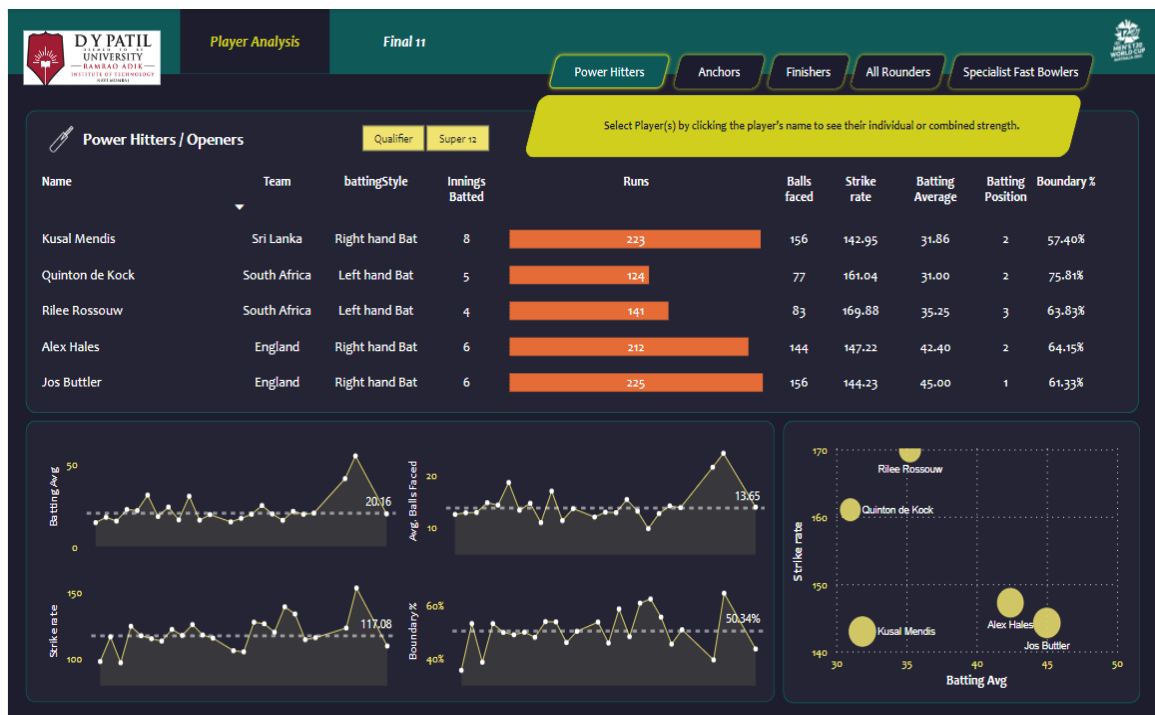 D Y PATIL
DEEMED TO BE
UNIVERSITY
RAMRAO ADIK
INSTITUTE OF TECHNOLOGY
NAVI MUMBAI
Player Analysis
Final 11
MEN'S T20
WORLD CUP
Power Hitters
Anchors
Finishers
All Rounders
Specialist Fast Bowlers
Select Player(s) by clicking the player's name to see their individual or combined strength.
Power Hitters / Openers
Qualifier
Super 12
Name Team battingStyle Innings Batted Runs Balls faced Strike rate Batting Average Batting Position Boundary %
Kusal Mendis Sri Lanka Right hand Bat 8 223 156 142.95 31.86 2 57.40%
Quinton de Kock South Africa Left hand Bat 5 124 77 161.04 31.00 2 75.81%
Rilee Rossouw South Africa Left hand Bat 4 141 83 169.88 35.25 3 63.83%
Alex Hales England Right hand Bat 6 212 144 147.22 42.40 2 64.15%
Jos Buttler England Right hand Bat 6 225 156 144.23 45.00 1 61.33%
Batting Avg
50
0
20.16
Avg. Balls Faced
20
10
13.65
Strike rate
150
100
117.08
Boundary%
60%
40%
50.34%
Strike rate
170
160
150
140
Rilee Rossouw
Quinton de Kock
Kusal Mendis
Alex Hales
Jos Buttler
30 35 40 45 50
Batting Avg